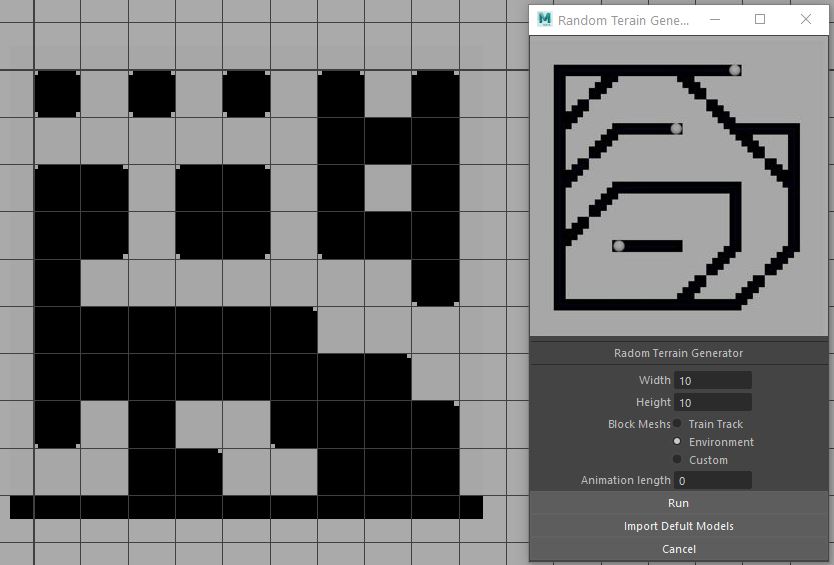 Random Terain Gene...
Radom Terrain Generator
Width 10
Height 10
Block Meshs Train Track
Environment
Custom
Animation length 0
Run
Import Defult Models
Cancel